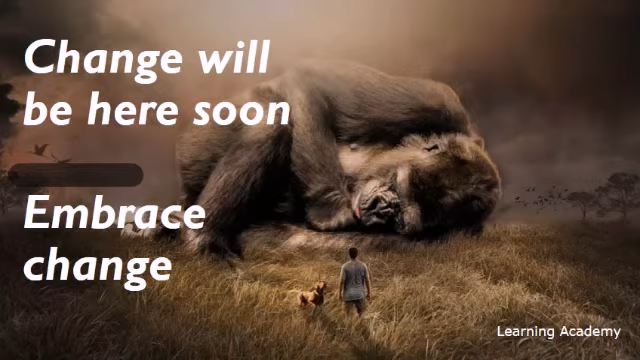 Change will
be here soon
Embrace
change
Learning Academy